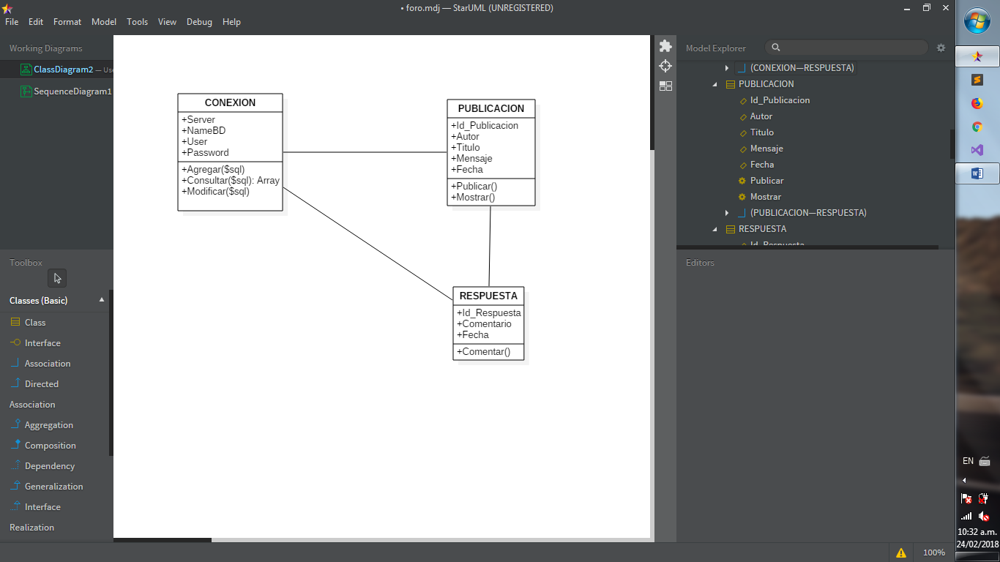 • foro.mdj — StarUML (UNREGISTERED)
File Edit Format Model Tools View Debug Help
Working Diagrams
ClassDiagram2 — Use
SequenceDiagram1
Toolbox
Classes (Basic)
Class
Interface
Association
Directed
Association
Aggregation
Composition
Dependency
Generalization
Interface
Realization
CONEXION
+Server
+NameBD
+User
+Password
+Agregar($sql)
+Consultar($sql): Array
+Modificar($sql)
PUBLICACION
+Id_Publicacion
+Autor
+Titulo
+Mensaje
+Fecha
+Publicar()
+Mostrar()
RESPUESTA
+Id_Respuesta
+Comentario
+Fecha
+Comentar()
Model Explorer
(CONEXION—RESPUESTA)
PUBLICACION
Id_Publicacion
Autor
Titulo
Mensaje
Fecha
Publicar
Mostrar
(PUBLICACION—RESPUESTA)
RESPUESTA
Id_Respuesta
Editors
100%
EN
10:32 a.m.
24/02/2018